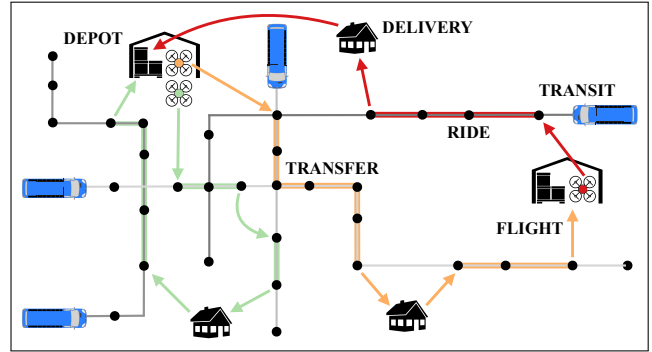 DELIVERY
DEPOT
TRANSIT
RIDE
TRANSFER
FLIGHT